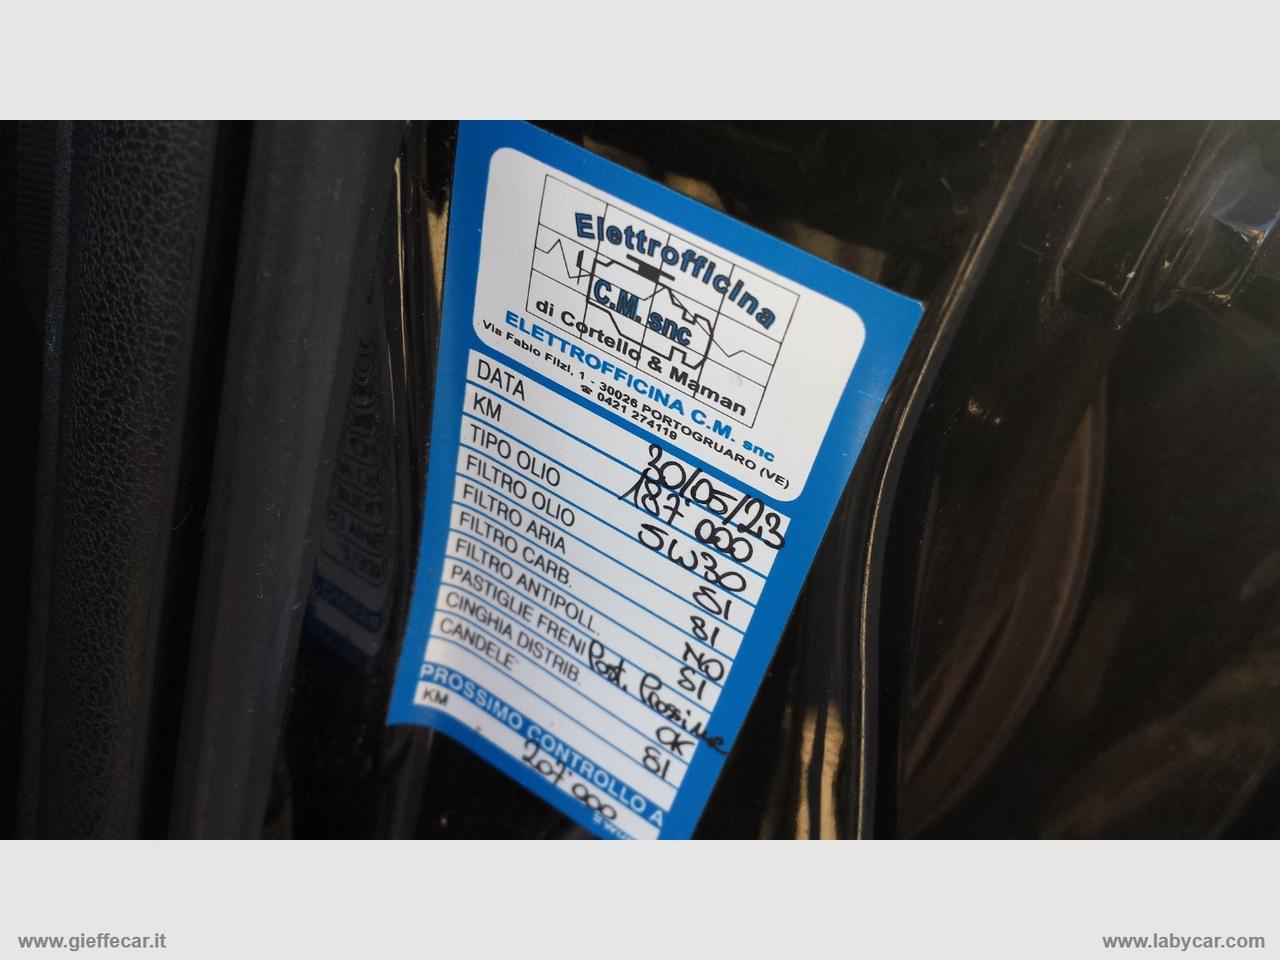 Elettrofficina
C.M. snc
di Cortello & Maman
ELETTROFFICINA C.M. snc
Via Fabio Filzi, 1 - 30026 PORTOGRUARO (VE)
☎ 0421 274119
DATA 30/05/23
KM 187'000
TIPO OLIO 5W30
FILTRO OLIO SI
FILTRO ARIA SI
FILTRO CARB. NO
FILTRO ANTIPOLL. SI
PASTIGLIE FRENI Post. Prossime
CINGHIA DISTRIB. OK
CANDELE SI
PROSSIMO CONTROLLO A
KM 207'000
www.gieffecar.it
www.labycar.com